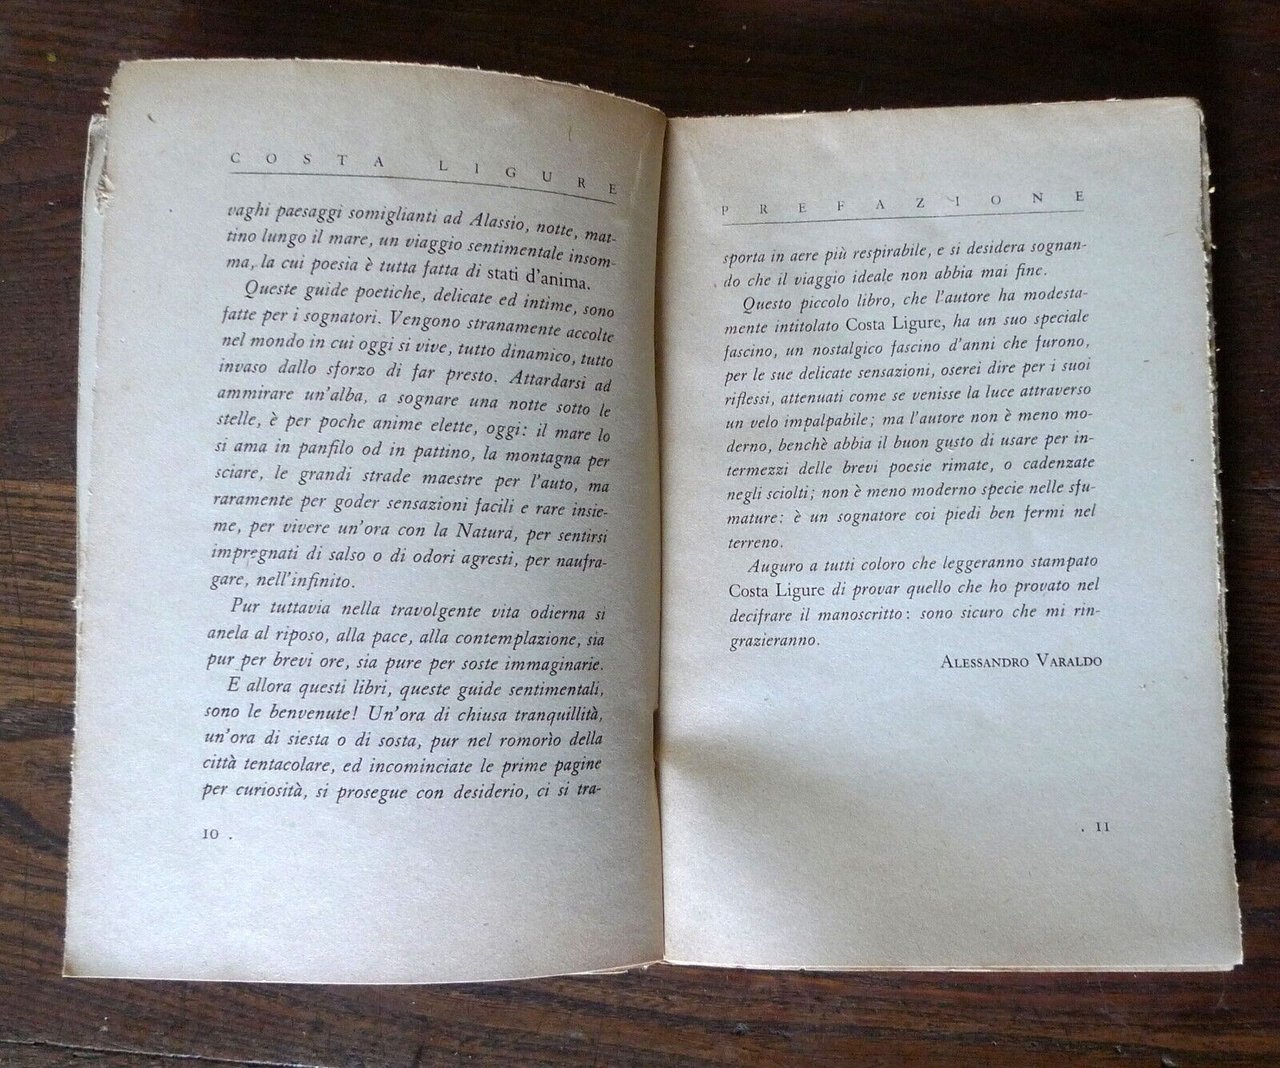 COSTA LIGURE
vaghi paesaggi somiglianti ad Alassio, notte, mat-
tino lungo il mare, un viaggio sentimentale insom-
ma, la cui poesia è tutta fatta di stati d'anima.
Queste guide poetiche, delicate ed intime, sono
fatte per i sognatori. Vengono stranamente accolte
nel mondo in cui oggi si vive, tutto dinamico, tutto
invaso dallo sforzo di far presto. Attardarsi ad
ammirare un'alba, a sognare una notte sotto le
stelle, è per poche anime elette, oggi: il mare lo
si ama in panfilo od in pattino, la montagna per
sciare, le grandi strade maestre per l'auto, ma
raramente per goder sensazioni facili e rare insie-
me, per vivere un'ora con la Natura, per sentirsi
impregnati di salso o di odori agresti, per naufra-
gare, nell'infinito.
Pur tuttavia nella travolgente vita odierna si
anela al riposo, alla pace, alla contemplazione, sia
pur per brevi ore, sia pure per soste immaginarie.
E allora questi libri, queste guide sentimentali,
sono le benvenute! Un'ora di chiusa tranquillità,
un'ora di siesta o di sosta, pur nel romorìo della
città tentacolare, ed incominciate le prime pagine
per curiosità, si prosegue con desiderio, ci si tra-
10 .
PREFAZIONE
sporta in aere più respirabile, e si desidera sognan-
do che il viaggio ideale non abbia mai fine.
Questo piccolo libro, che l'autore ha modesta-
mente intitolato Costa Ligure, ha un suo speciale
fascino, un nostalgico fascino d'anni che furono,
per le sue delicate sensazioni, oserei dire per i suoi
riflessi, attenuati come se venisse la luce attraverso
un velo impalpabile; ma l'autore non è meno mo-
derno, benchè abbia il buon gusto di usare per in-
termezzi delle brevi poesie rimate, o cadenzate
negli sciolti; non è meno moderno specie nelle sfu-
mature: è un sognatore coi piedi ben fermi nel
terreno.
Auguro a tutti coloro che leggeranno stampato
Costa Ligure di provar quello che ho provato nel
decifrare il manoscritto: sono sicuro che mi rin-
grazieranno.
ALESSANDRO VARALDO
. 11